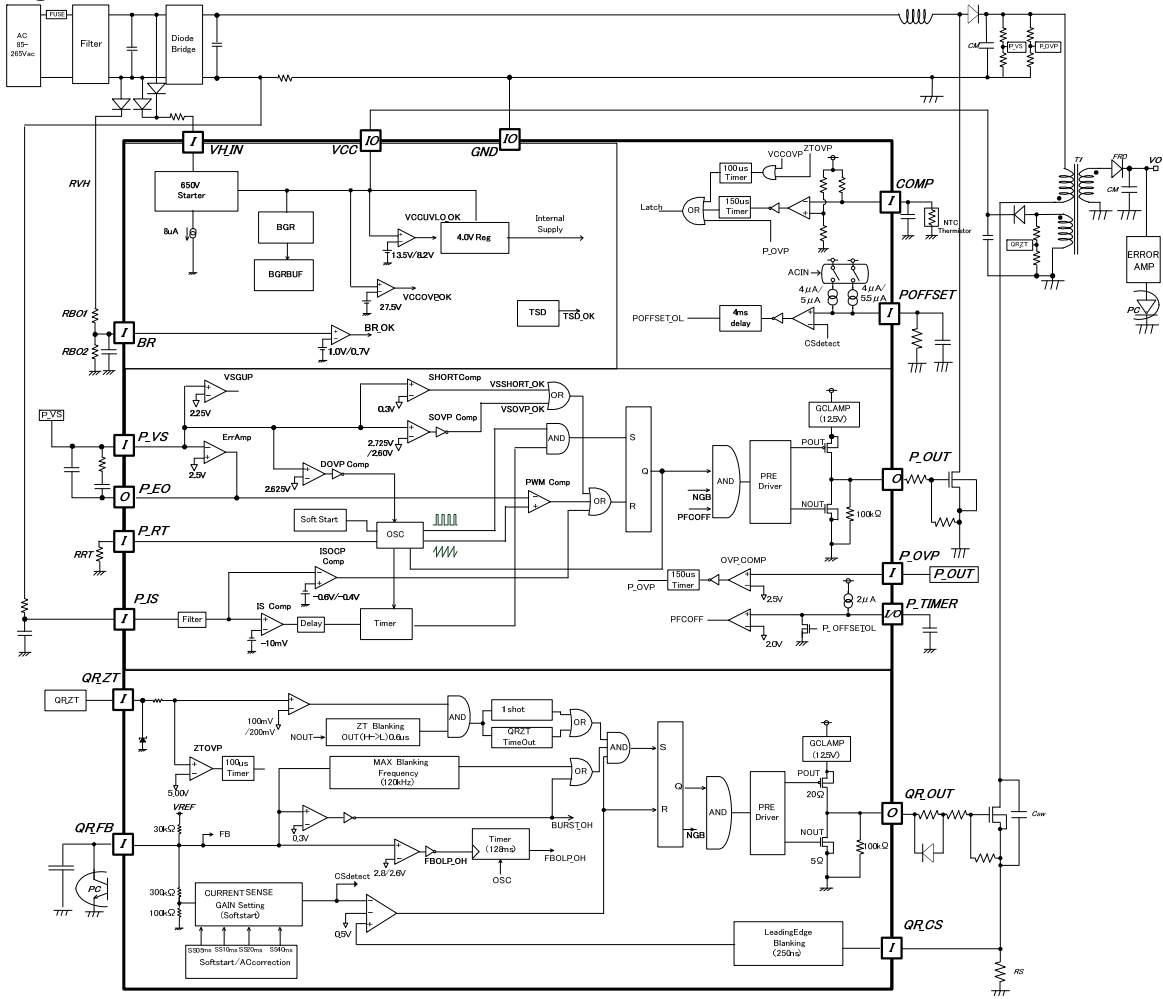 AC
85-
265Vac
FUSE
Filter
Diode
Bridge
CM
P_VS
P_OVP
I
VH_IN
IO
VCC
IO
GND
RVH
650V
Starter
8uA
BGR
BGRBUF
VCCUVLO_OK
13.5V/8.2V
4.0V Reg
Internal
Supply
27.5V
VCCOVP_OK
TSD
TSD_OK
RBO1
RBO2
I
BR
1.0V/0.7V
BR_OK
Latch
OR
100us
Timer
150us
Timer
VCCOVP
ZTOVP
P_OVP
I
COMP
NTC
Thermistor
ACIN
4μA/
5μA
4μA/
5.5μA
POFFSET_OL
4ms
delay
CSdetect
I
POFFSET
T1
FRD
VO
CM
QR_ZT
ERROR
AMP
PC
P_VS
I
P_VS
O
P_EO
I
P_RT
RRT
I
P_IS
VSGUP
2.25V
ErrAmp
2.5V
SHORTComp
0.3V
VSSHORT_OK
SOVP Comp
2.725V
/2.60V
VSOVP_OK
OR
DOVP Comp
2.625V
AND
PWM Comp
OR
Soft Start
OSC
ISOCP
Comp
-0.6V/-0.4V
Filter
IS Comp
-10mV
Delay
Timer
S
Q
R
AND
NGB
PFCOFF
PRE
Driver
GCLAMP
(12.5V)
POUT
NOUT
100kΩ
O
P_OUT
P_OVP
150us
Timer
OVP_COMP
2.5V
I
P_OVP
P_OUT
2μA
PFCOFF
2.0V
P_OFFSETOL
I/O
P_TIMER
QR_ZT
QR_ZT
I
100mV
/200mV
NOUT
ZT Blanking
OUT(H->L)0.6us
AND
1shot
QRZT
TimeOut
OR
ZTOVP
5.00V
100us
Timer
MAX Blanking
Frequency
(120kHz)
OR
AND
VREF
30kΩ
FB
0.3V
BURST_OH
QR_FB
I
PC
2.8/2.6V
FBOLP_OH
Timer
(128ms)
OSC
FBOLP_OH
300kΩ
100kΩ
CURRENT SENSE
GAIN Setting
(Softstart)
CSdetect
0.5V
SS05ms
SS10ms
SS20ms
SS40ms
Softstart/ACcorrection
S
Q
R
NGB
AND
PRE
Driver
GCLAMP
(12.5V)
POUT
20Ω
NOUT
5Ω
100kΩ
O
QR_OUT
Csw
LeadingEdge
Blanking
(250ns)
I
QR_CS
RS